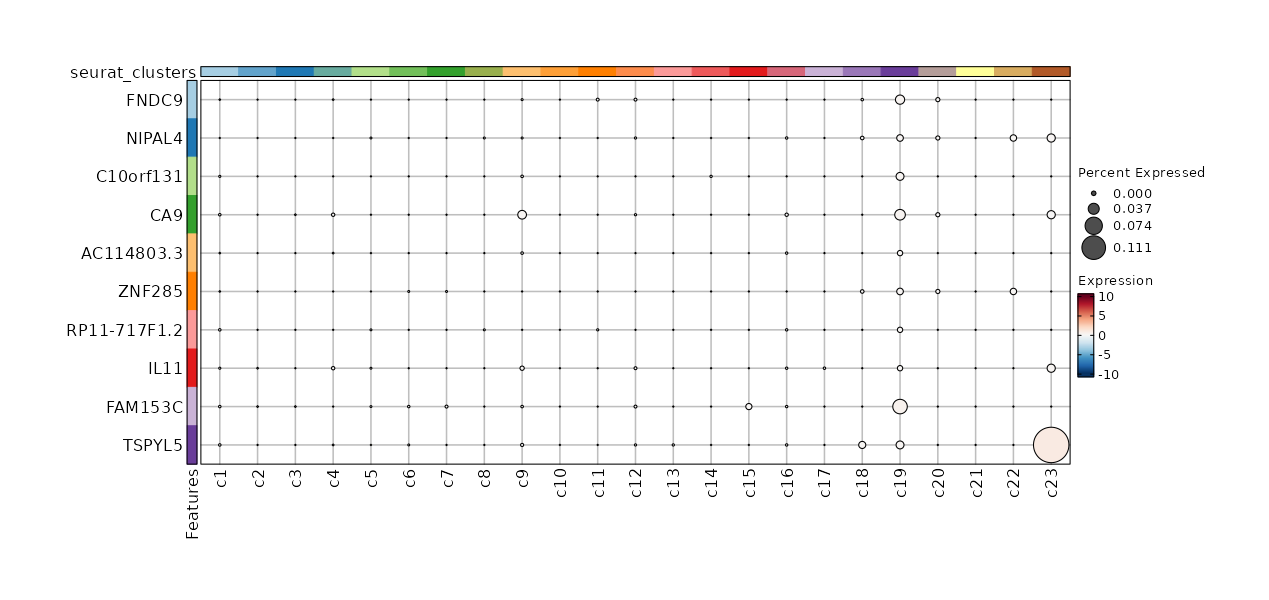 seurat_clusters
FNDC9
NIPAL4
C10orf131
CA9
AC114803.3
ZNF285
RP11-717F1.2
IL11
FAM153C
TSPYL5
Features
c1
c2
c3
c4
c5
c6
c7
c8
c9
c10
c11
c12
c13
c14
c15
c16
c17
c18
c19
c20
c21
c22
c23
Percent Expressed
0.000
0.037
0.074
0.111
Expression
10
5
0
-5
-10